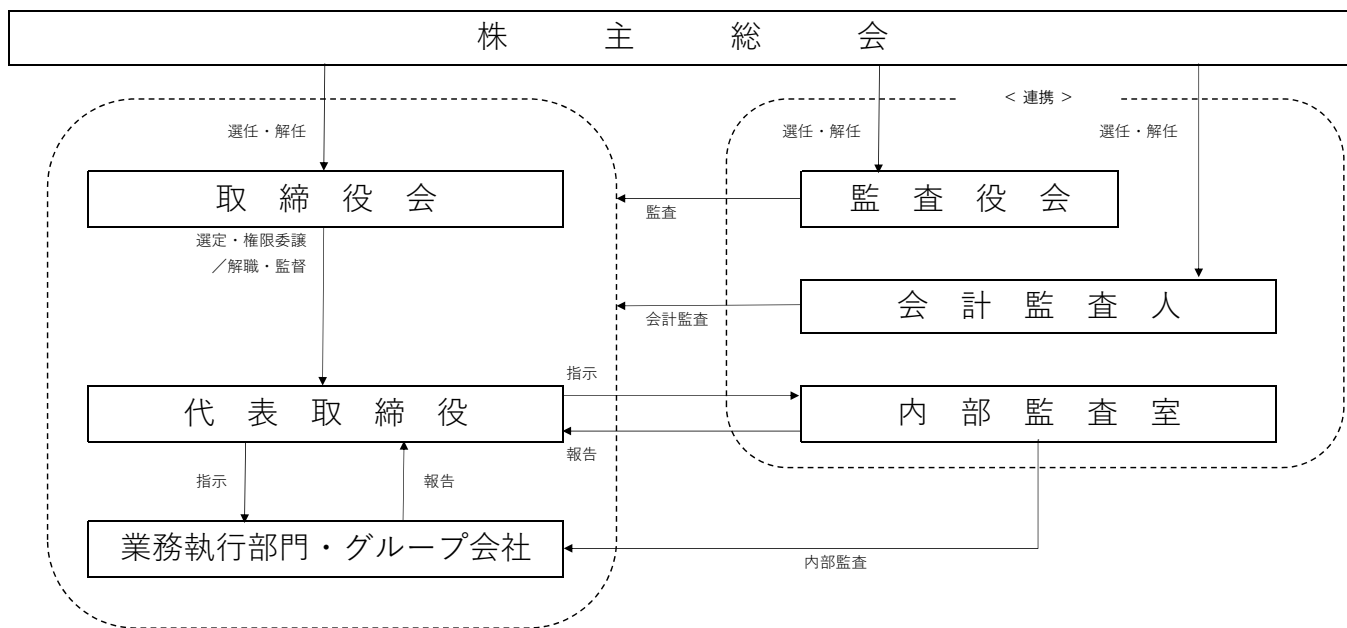 株主総会
＜ 連携 ＞
選任・解任
選任・解任
選任・解任
取締役会
監査役会
監査
選定・権限委譲
／解職・監督
会計監査人
会計監査
指示
代表取締役
内部監査室
報告
指示
報告
業務執行部門・グループ会社
内部監査